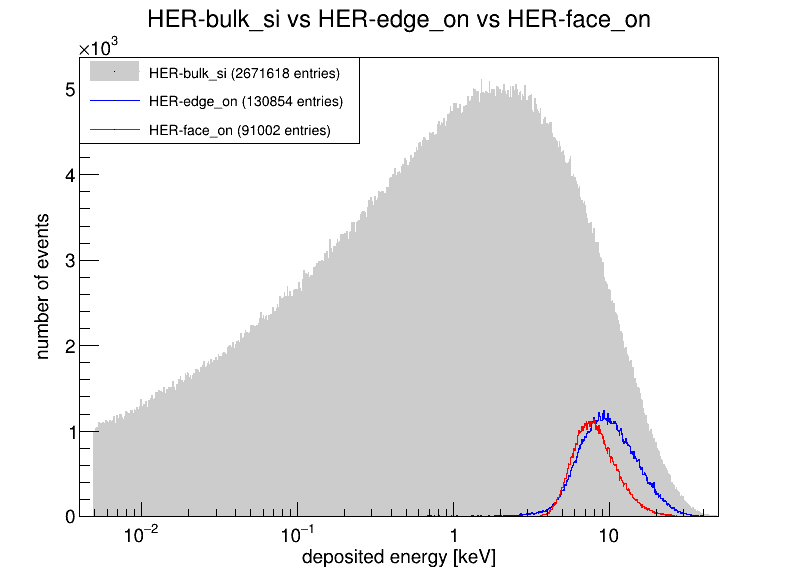 HER-bulk_si vs HER-edge_on vs HER-face_on
×10³
HER-bulk_si (2671618 entries)
HER-edge_on (130854 entries)
HER-face_on (91002 entries)
5
4
3
2
1
0
number of events
10⁻² 10⁻¹ 1 10
deposited energy [keV]